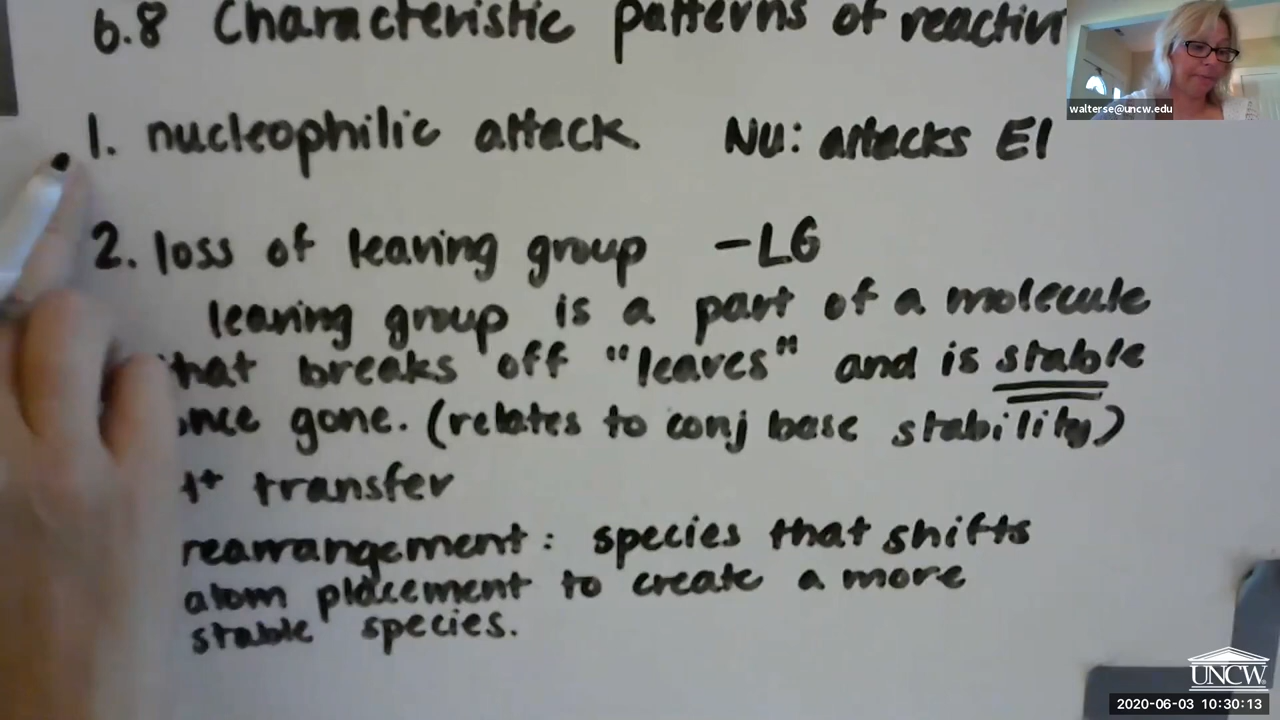 6.8 Characteristic patterns of reactivi
1. nucleophilic attack NU: attacks El
walterse@uncw.edu
2. loss of leaving group -LG
leaving group is a part of a molecule
that breaks off "leaves" and is stable
once gone. (relates to conj base stability)
H+ transfer
rearrangement: species that shifts
atom placement to create a more
stable species.
UNCW
2020-06-03 10:30:13